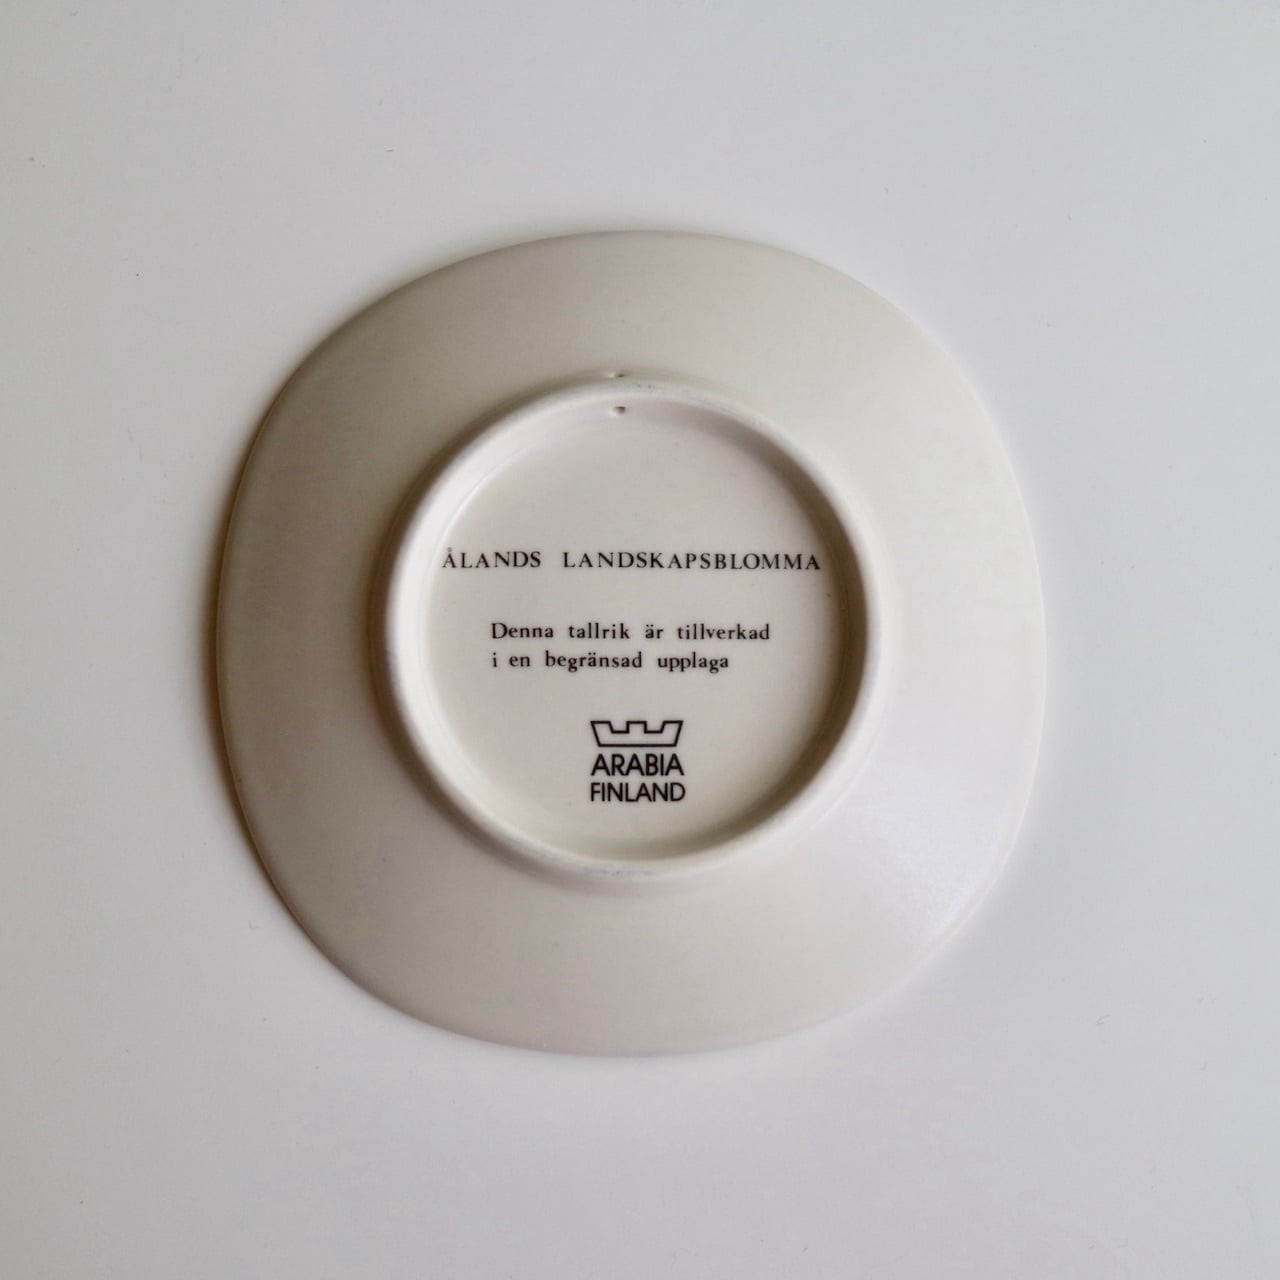 ÅLANDS LANDSKAPSBLOMMA
Denna tallrik är tillverkad
i en begränsad upplaga
ARABIA
FINLAND